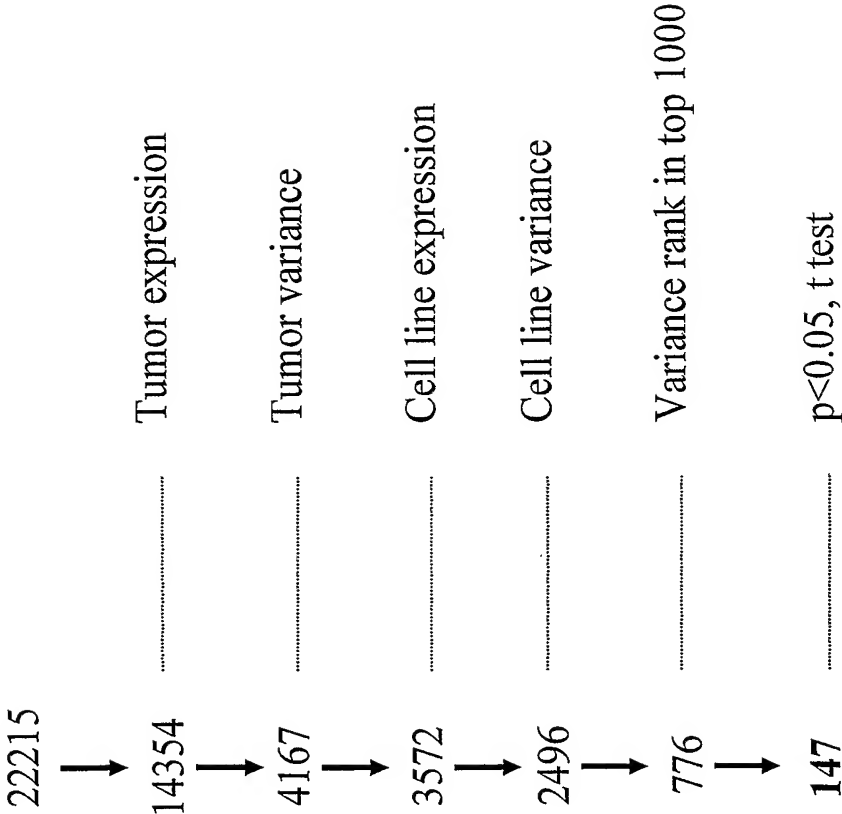 22215
14354 Tumor expression
4167 Tumor variance
3572 Cell line expression
2496 Cell line variance
776 Variance rank in top 1000
147 p<0.05, t test